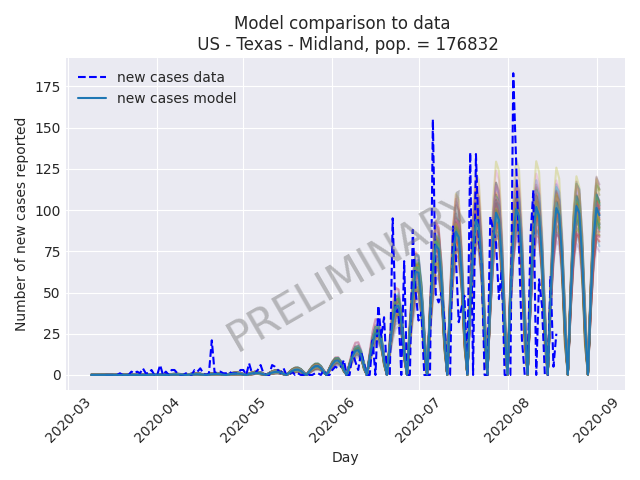 Model comparison to data
US - Texas - Midland, pop. = 176832
new cases data
new cases model
Number of new cases reported
175
150
125
100
75
50
25
0
PRELIMINARY
2020-03
2020-04
2020-05
2020-06
2020-07
2020-08
2020-09
Day